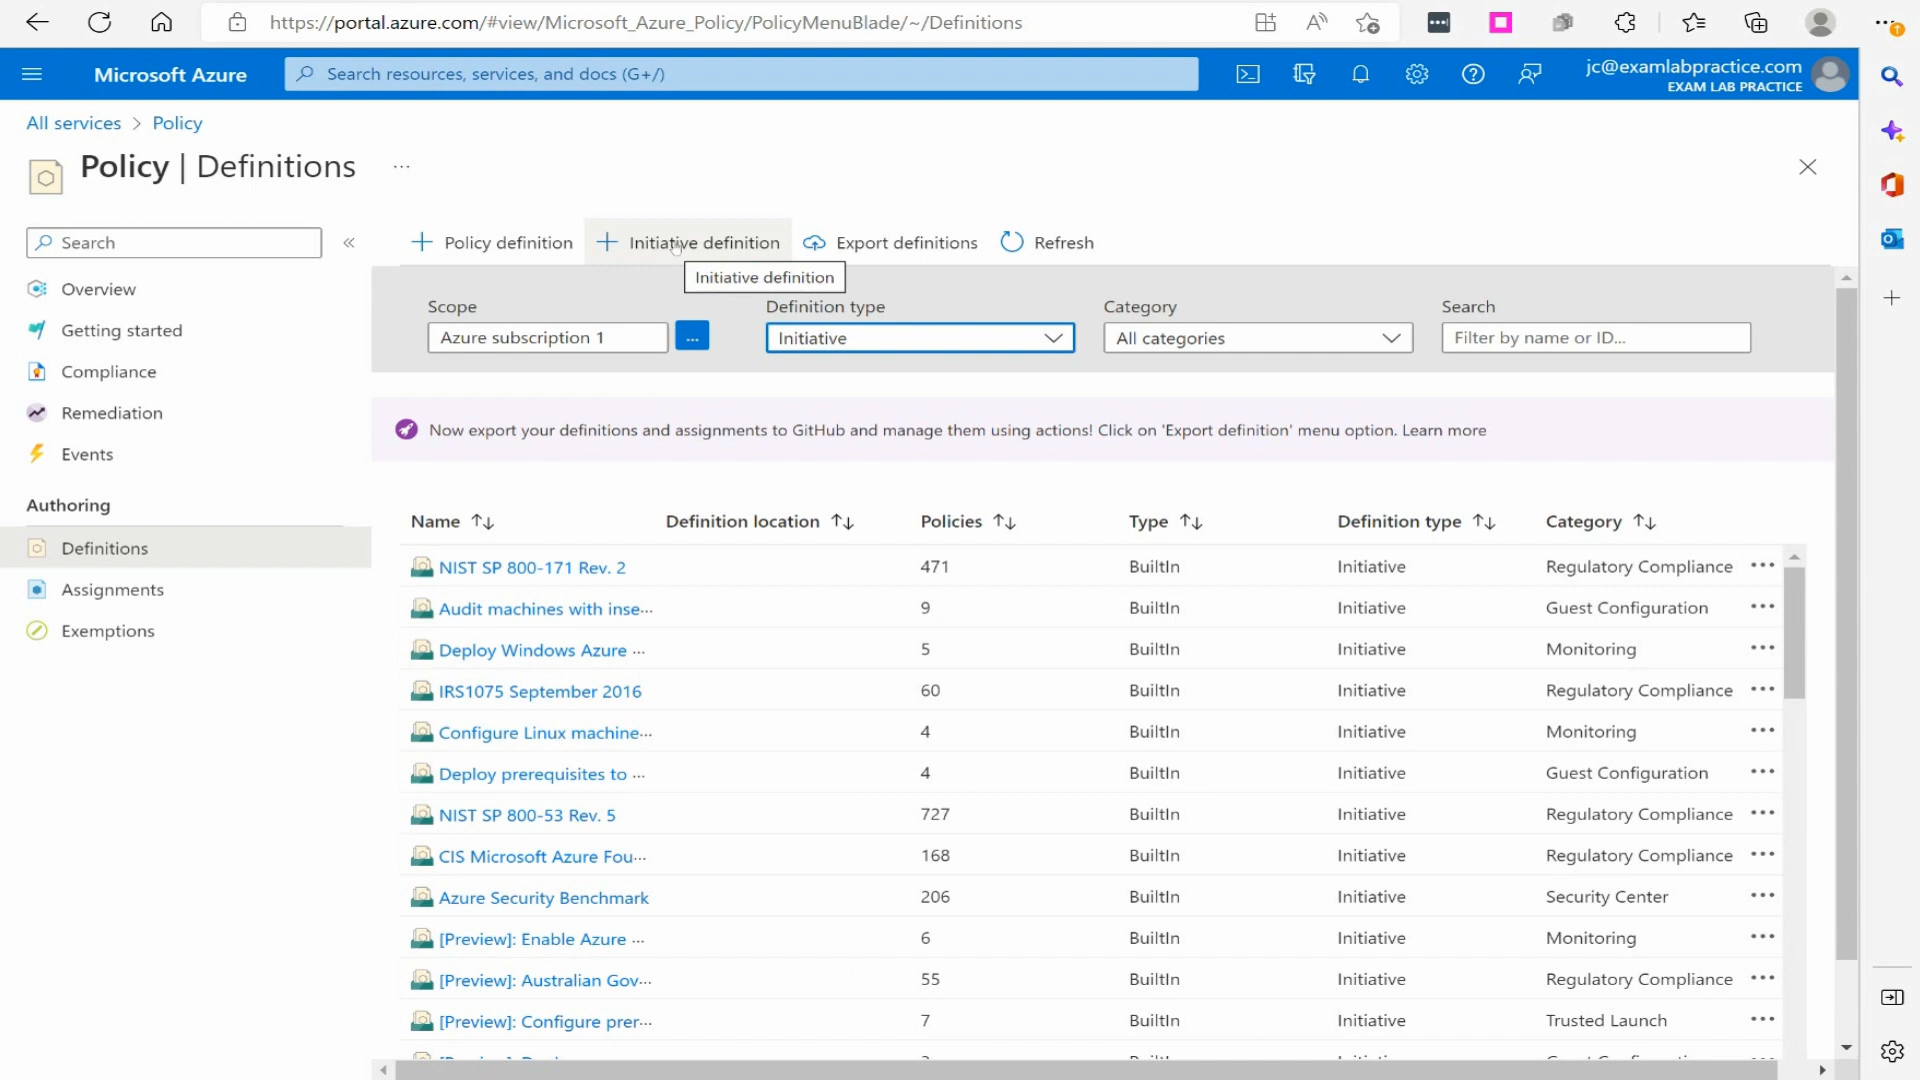 https://portal.azure.com/#view/Microsoft_Azure_Policy/PolicyMenuBlade/~/Definitions
Microsoft Azure
Search resources, services, and docs (G+/)
jc@examlabpractice.com
EXAM LAB PRACTICE
All services > Policy
Policy | Definitions ...
Search
Policy definition
Initiative definition
Export definitions
Refresh
Initiative definition
Overview
Getting started
Compliance
Remediation
Events
Authoring
Definitions
Assignments
Exemptions
Scope
Definition type
Category
Search
Azure subscription 1
...
Initiative
All categories
Filter by name or ID...
Now export your definitions and assignments to GitHub and manage them using actions! Click on 'Export definition' menu option. Learn more
Name Definition location Policies Type Definition type Category
NIST SP 800-171 Rev. 2 471 BuiltIn Initiative Regulatory Compliance
Audit machines with inse... 9 BuiltIn Initiative Guest Configuration
Deploy Windows Azure ... 5 BuiltIn Initiative Monitoring
IRS1075 September 2016 60 BuiltIn Initiative Regulatory Compliance
Configure Linux machine... 4 BuiltIn Initiative Monitoring
Deploy prerequisites to ... 4 BuiltIn Initiative Guest Configuration
NIST SP 800-53 Rev. 5 727 BuiltIn Initiative Regulatory Compliance
CIS Microsoft Azure Fou... 168 BuiltIn Initiative Regulatory Compliance
Azure Security Benchmark 206 BuiltIn Initiative Security Center
[Preview]: Enable Azure ... 6 BuiltIn Initiative Monitoring
[Preview]: Australian Gov... 55 BuiltIn Initiative Regulatory Compliance
[Preview]: Configure prer... 7 BuiltIn Initiative Trusted Launch